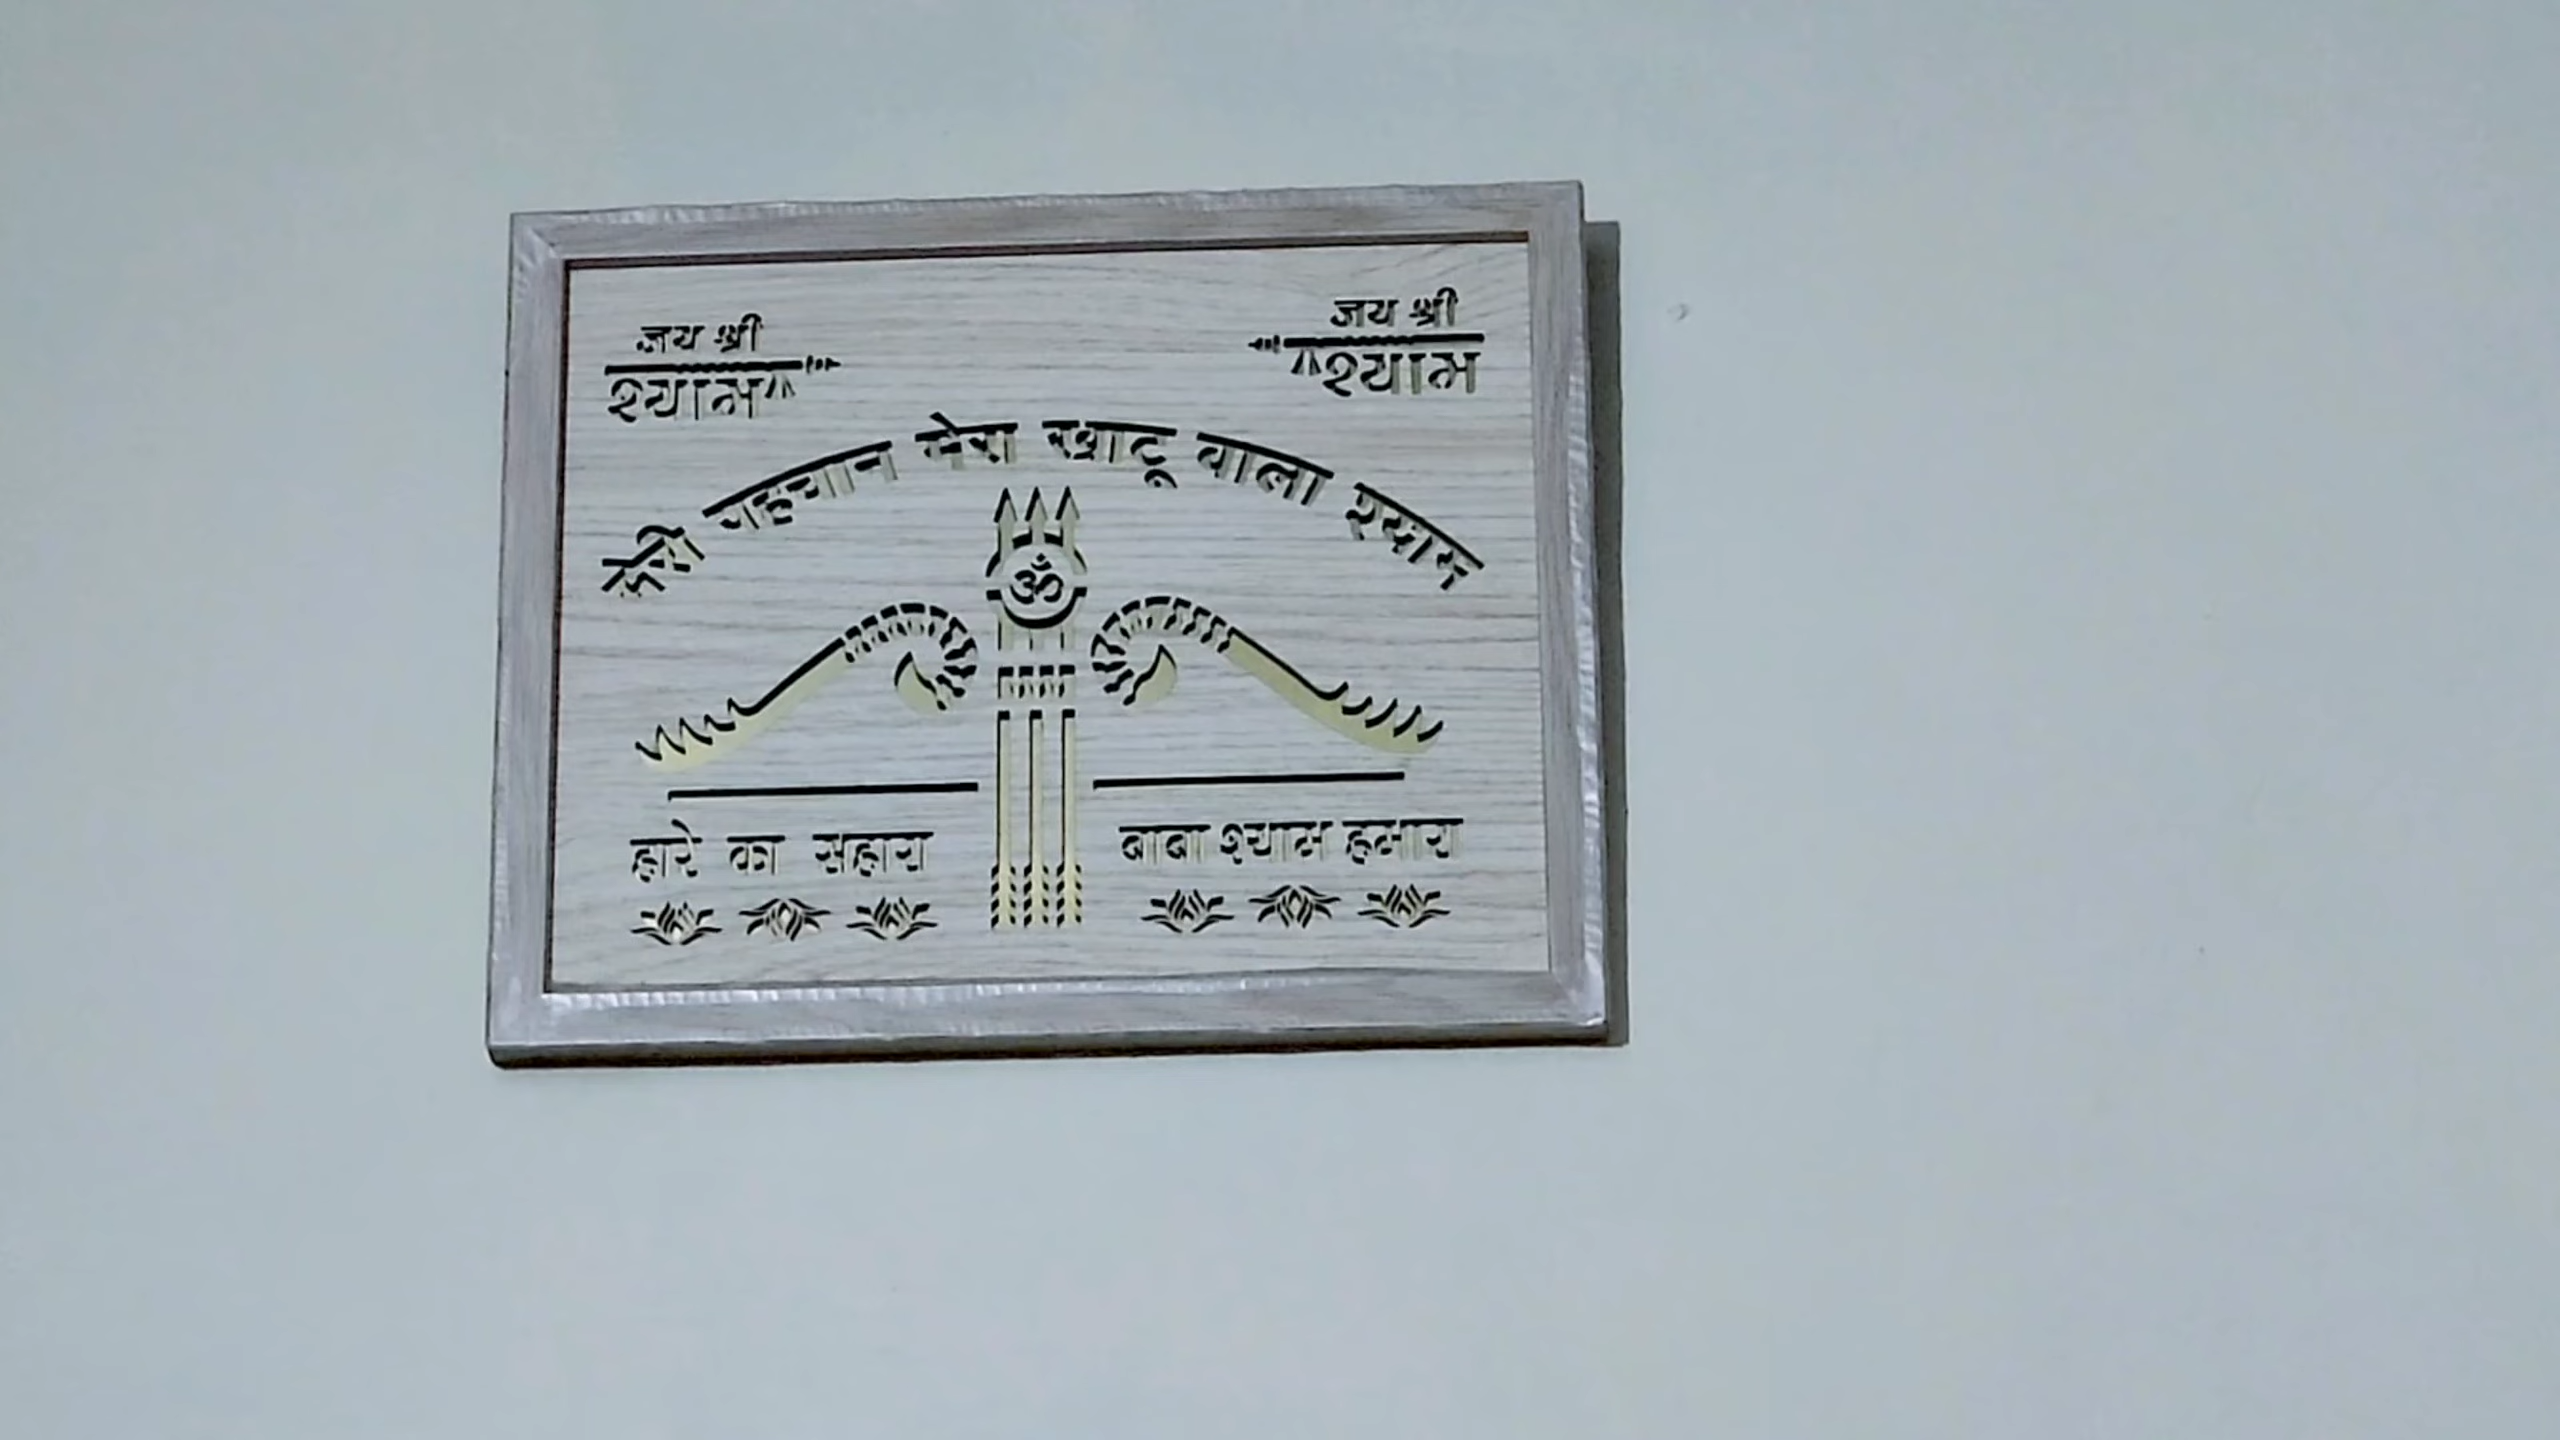 जय श्री
श्याम
जय श्री
श्याम
मेरी पहचान मेरा खाटू वाला श्याम
ॐ
हारे का सहारा
बाबा श्याम हमारा